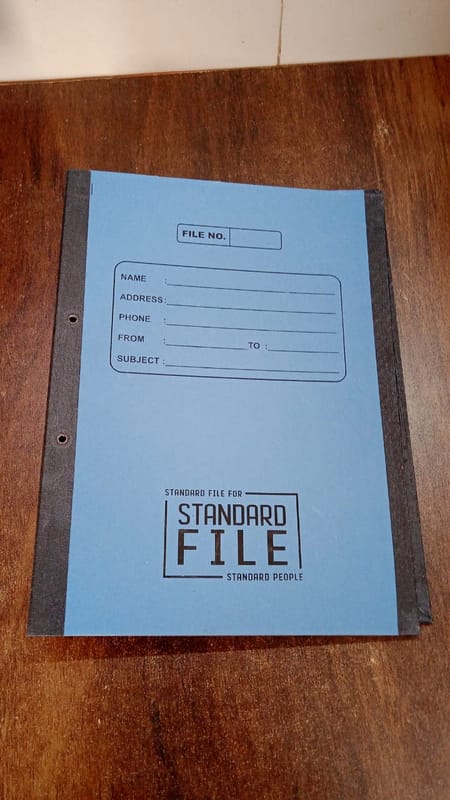 FILE NO.
NAME :
ADDRESS:
PHONE :
FROM : TO :
SUBJECT :
STANDARD FILE FOR
STANDARD
FILE
STANDARD PEOPLE